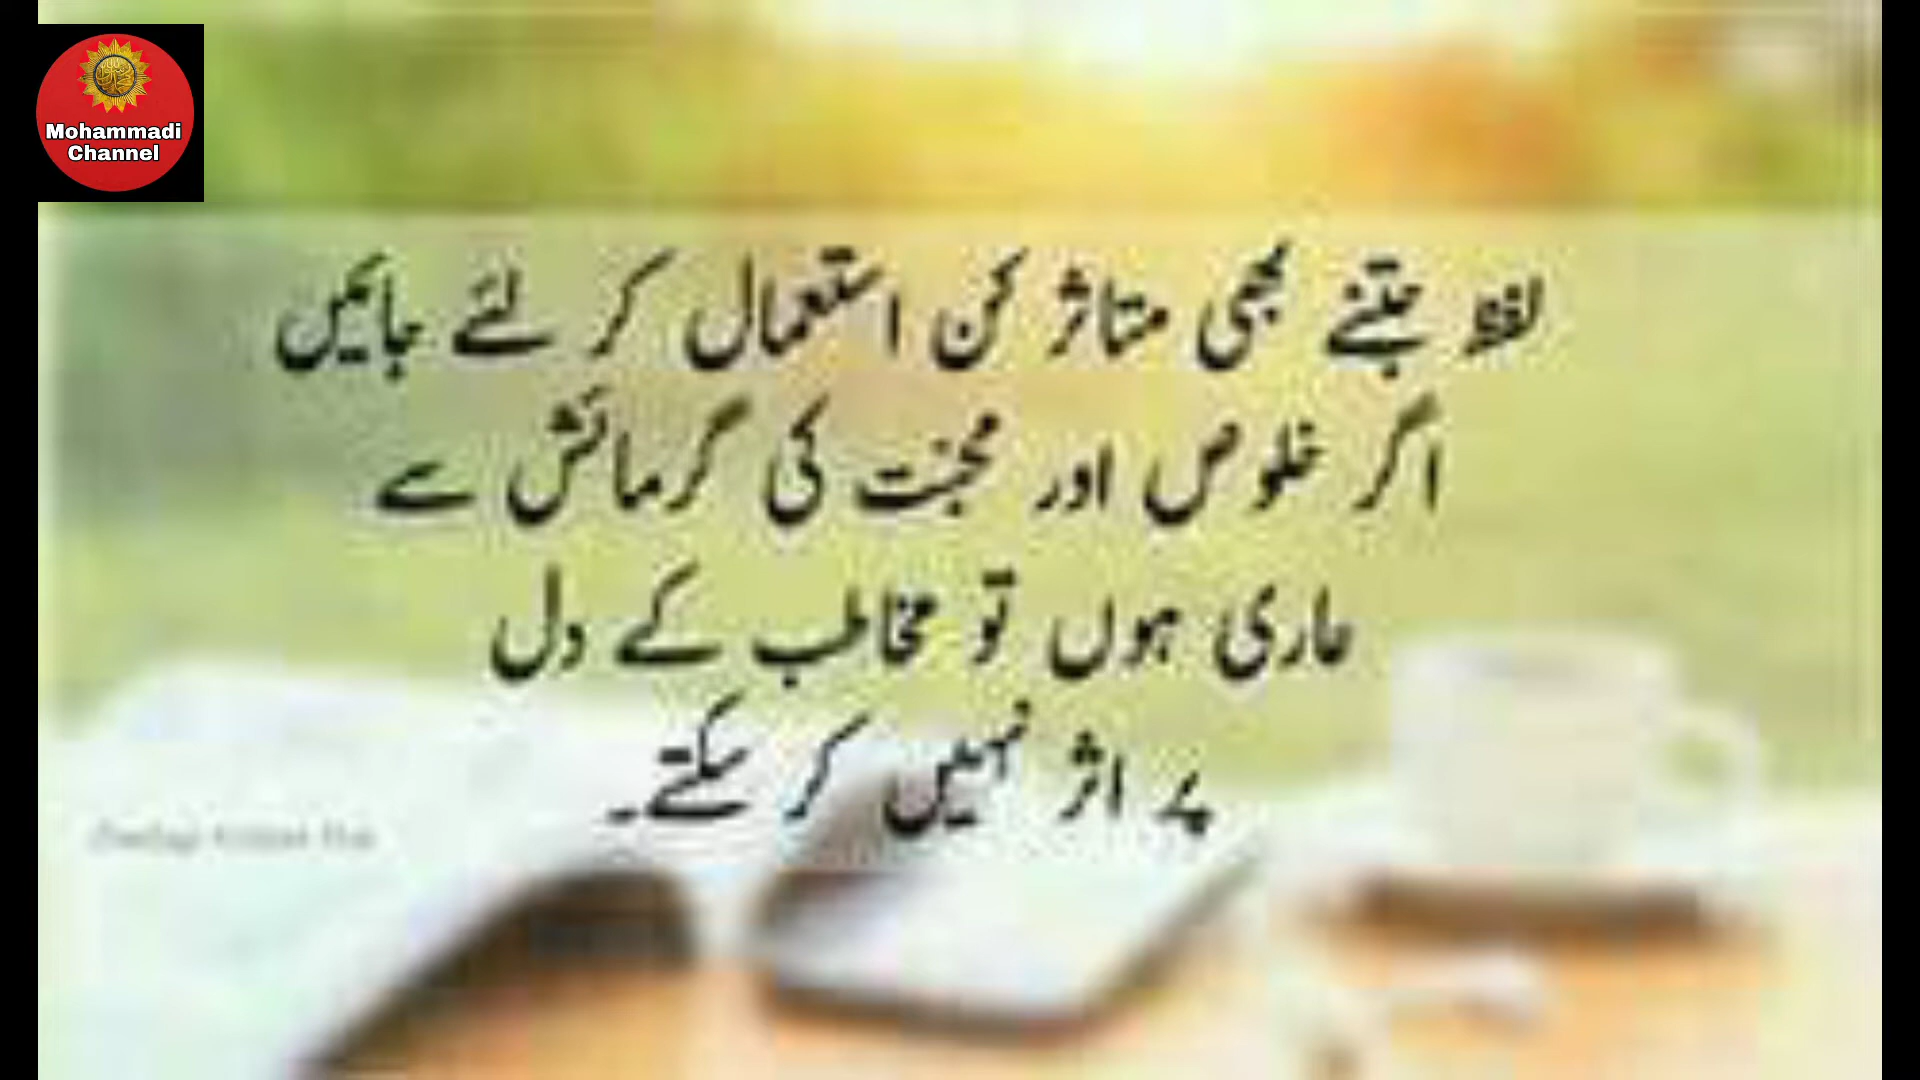 Mohammadi
Channel
لفظ جتنے بھی متاثر کن استعمال کر لئے جایئں
اگر خلوص اور محبت کی گرمائش سے
عاری ہوں تو مخاطب کے دل
پر اثر نہیں کر سکتے۔